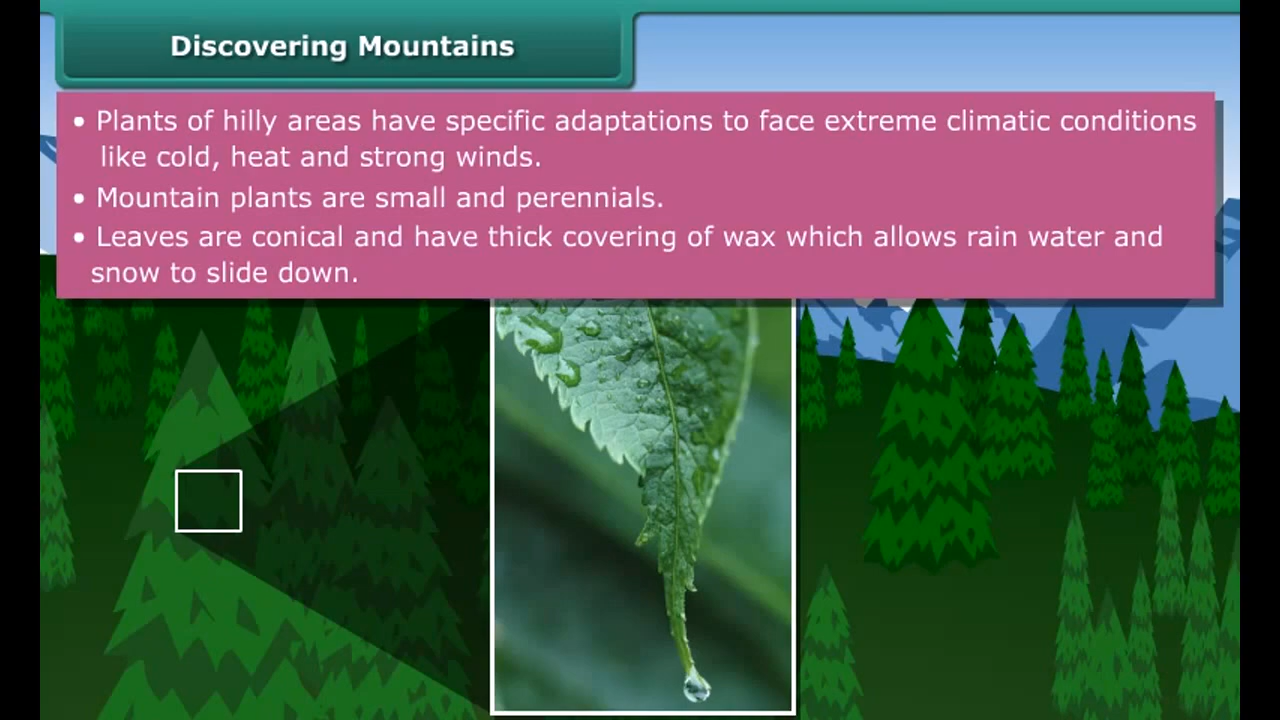 Discovering Mountains
• Plants of hilly areas have specific adaptations to face extreme climatic conditions
like cold, heat and strong winds.
• Mountain plants are small and perennials.
• Leaves are conical and have thick covering of wax which allows rain water and
snow to slide down.